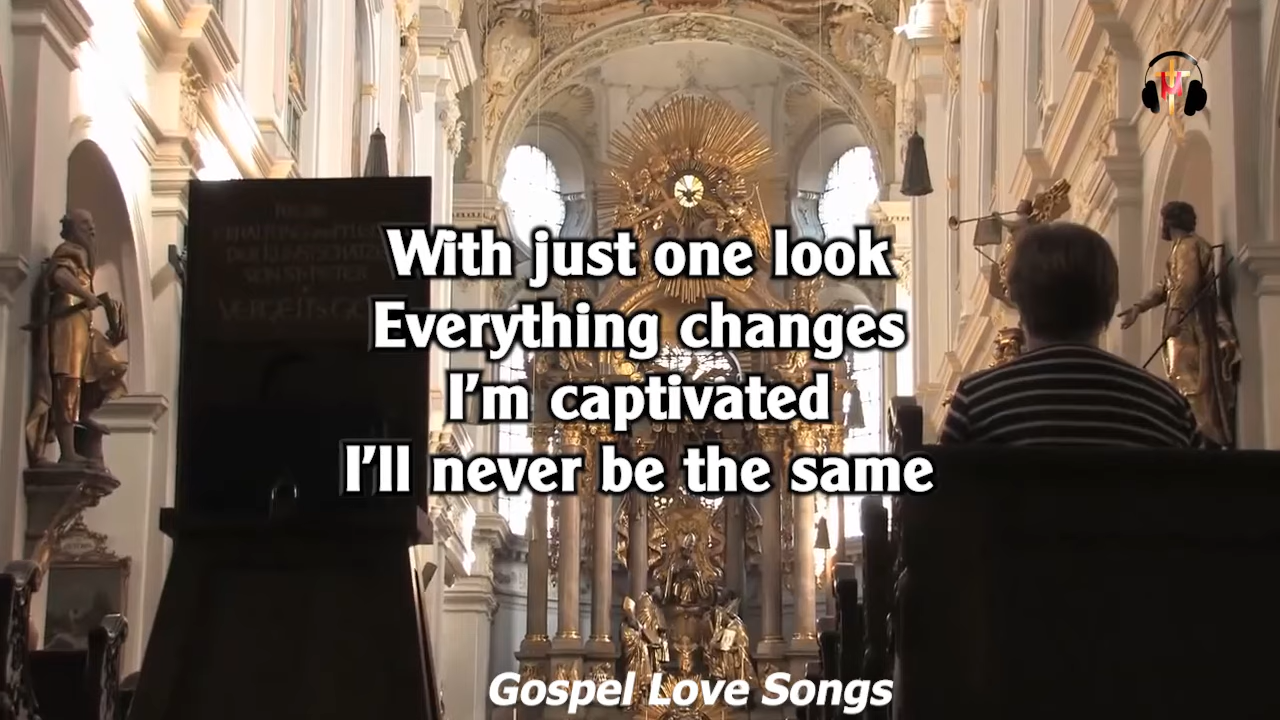 With just one look
Everything changes
I'm captivated
I'll never be the same
Gospel Love Songs